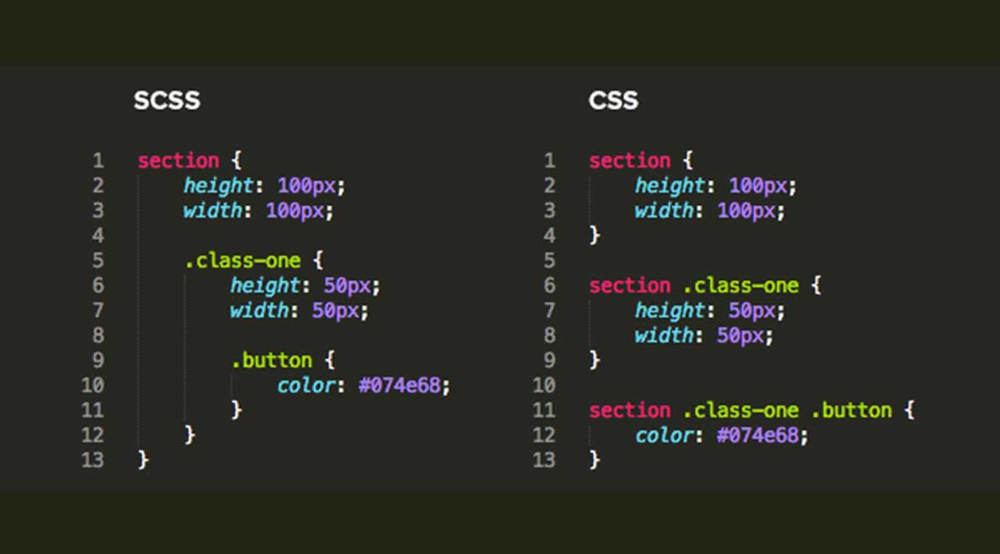 SCSS
1 section {
2     height: 100px;
3     width: 100px;
4
5     .class-one {
6         height: 50px;
7         width: 50px;
8
9         .button {
10             color: #074e68;
11         }
12     }
13 }
CSS
1 section {
2     height: 100px;
3     width: 100px;
4 }
5
6 section .class-one {
7     height: 50px;
8     width: 50px;
9 }
10
11 section .class-one .button {
12     color: #074e68;
13 }